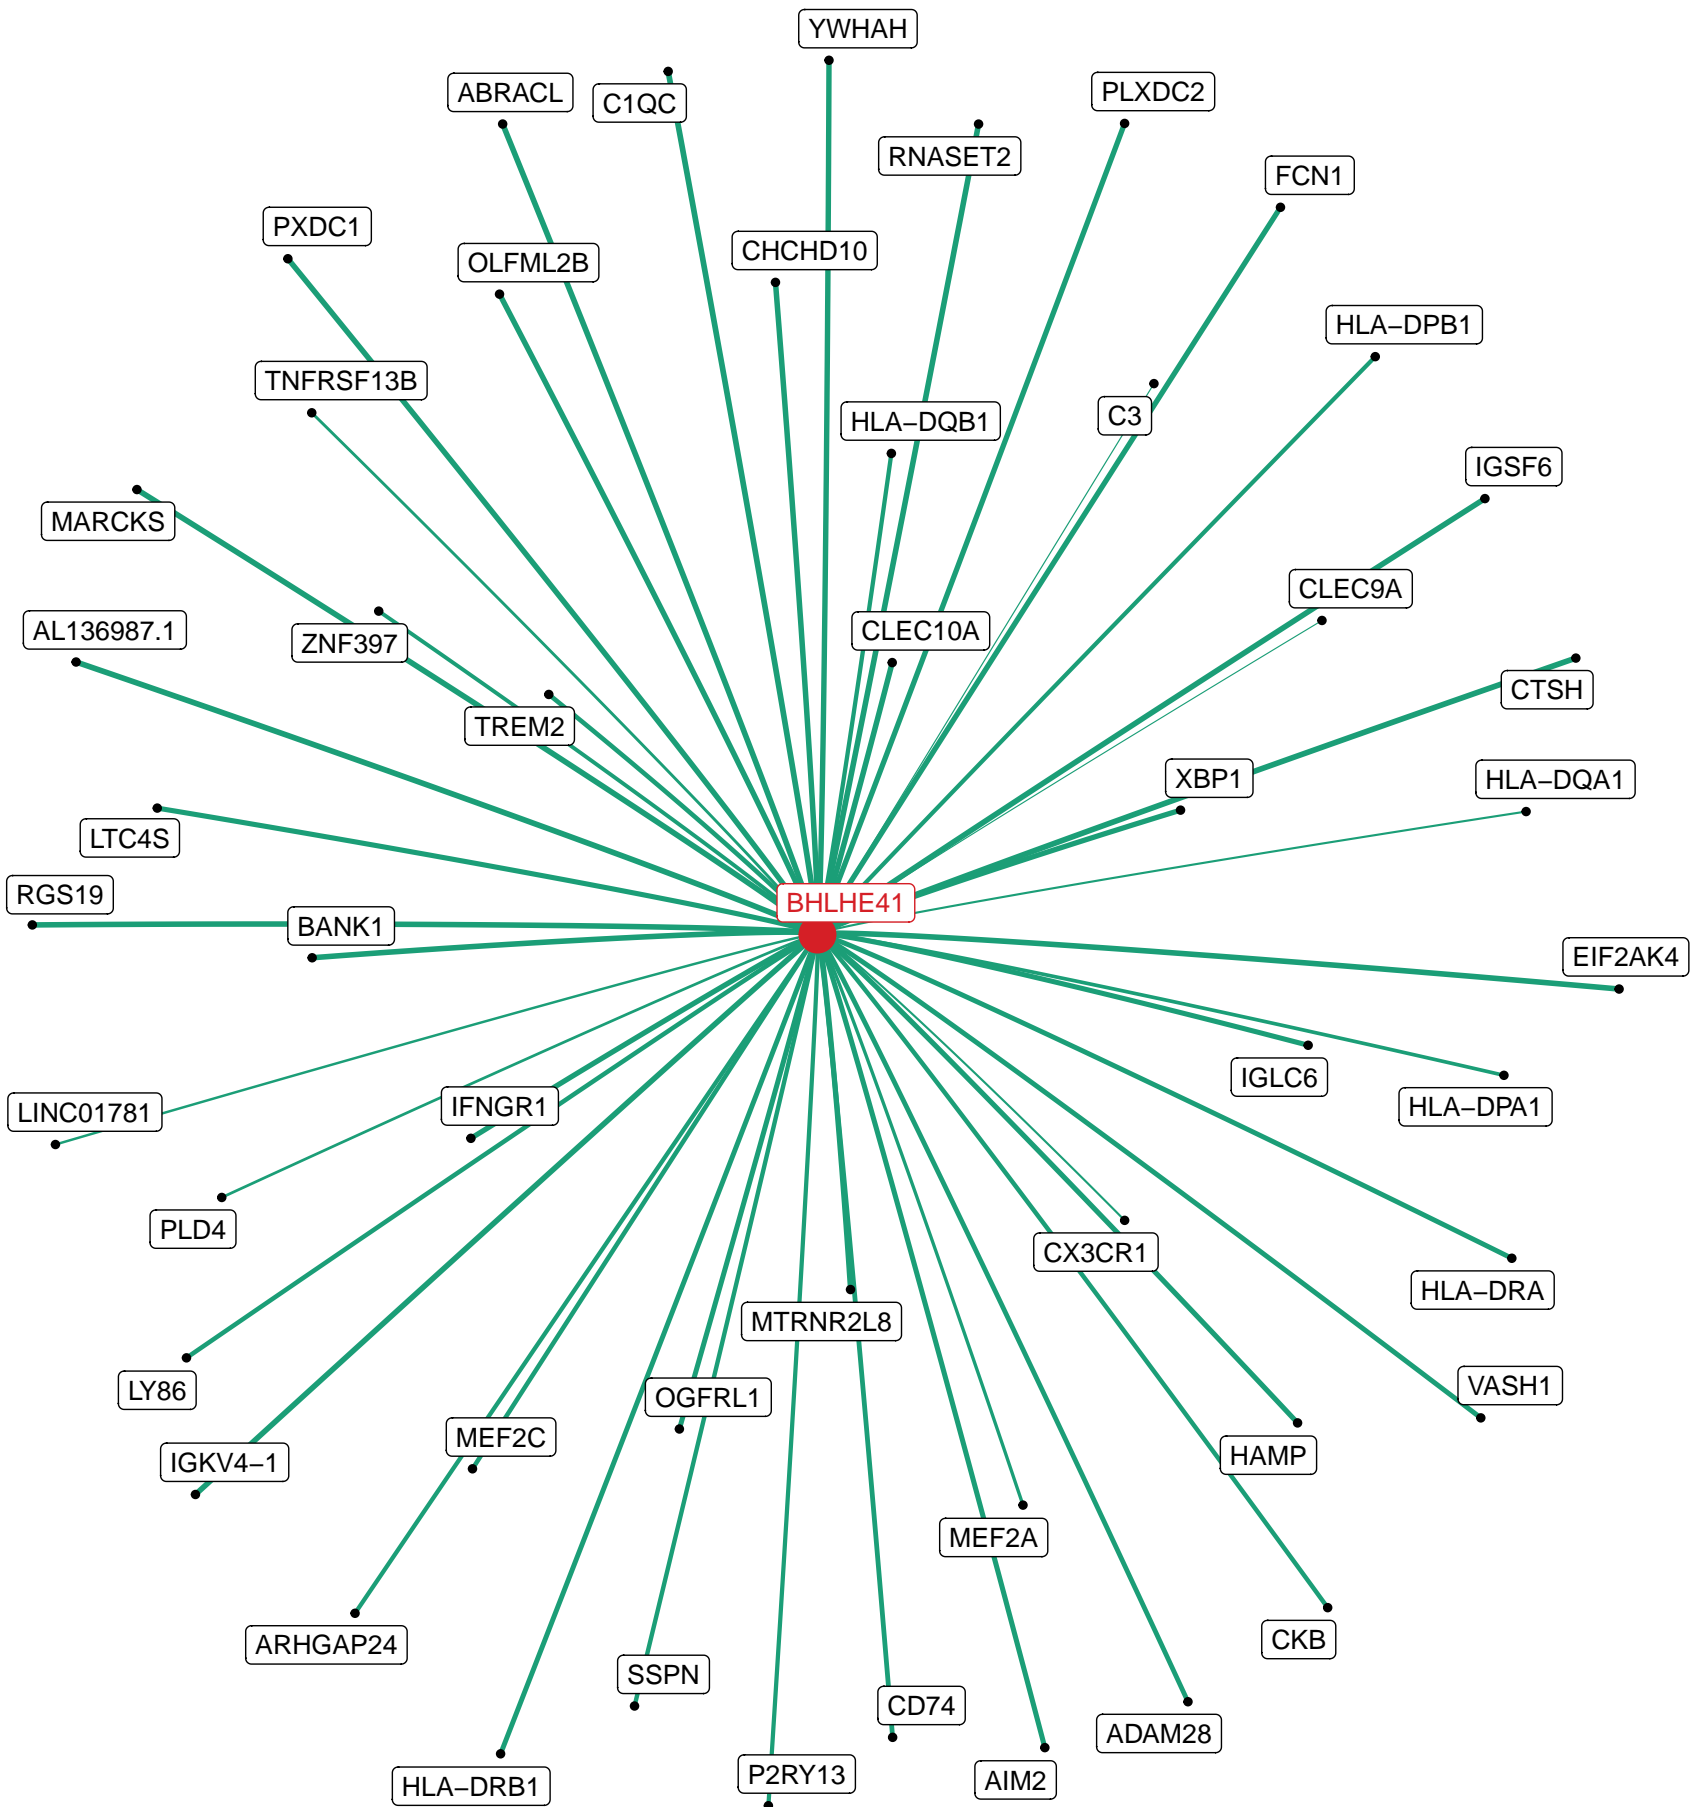 YWHAH
ABRACL
C1QC
PLXDC2
RNASET2
FCN1
PXDC1
OLFML2B
CHCHD10
HLA−DPB1
TNFRSF13B
HLA−DQB1
C3
IGSF6
MARCKS
CLEC9A
AL136987.1
ZNF397
CLEC10A
CTSH
TREM2
XBP1
HLA−DQA1
LTC4S
RGS19
BHLHE41
BANK1
EIF2AK4
IGLC6
LINC01781
IFNGR1
HLA−DPA1
PLD4
CX3CR1
HLA−DRA
MTRNR2L8
LY86
OGFRL1
VASH1
MEF2C
IGKV4−1
HAMP
MEF2A
ARHGAP24
CKB
SSPN
CD74
ADAM28
HLA−DRB1
P2RY13
AIM2